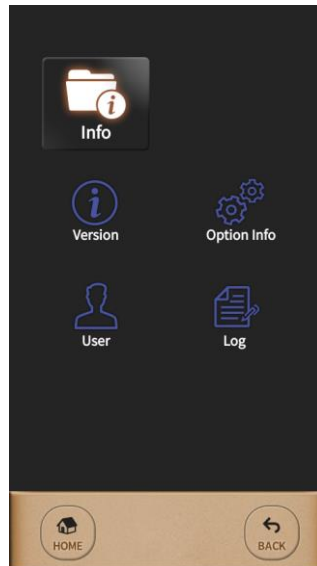 Info
Version
Option Info
User
Log
HOME
BACK